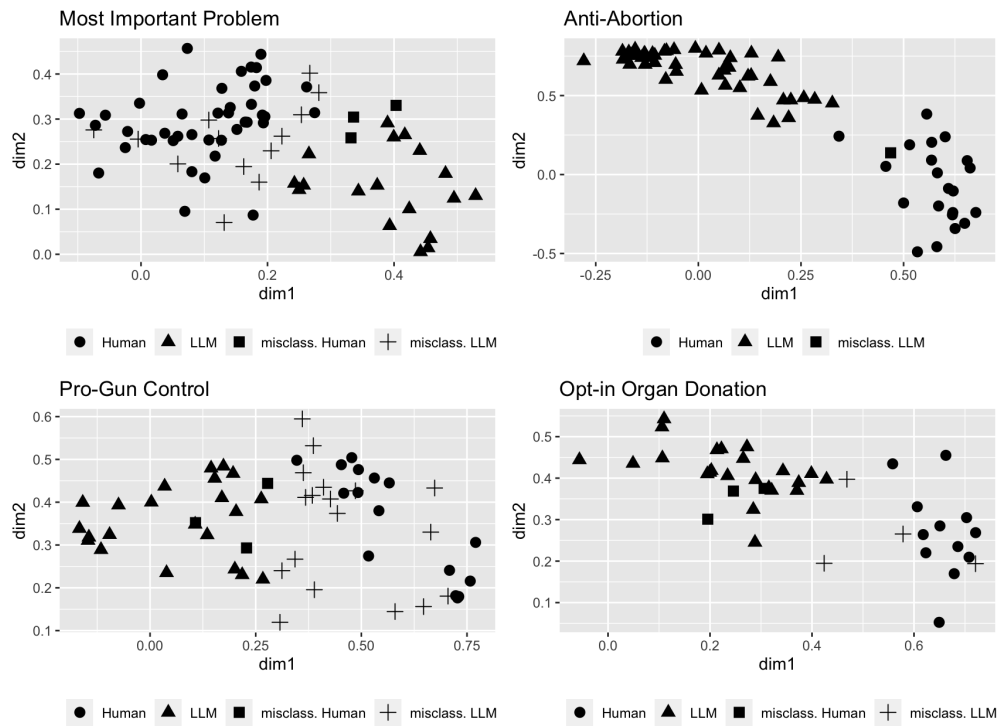 Most Important Problem
0.4
0.3
0.2
0.1
0.0
dim2
0.0
0.2
0.4
dim1
Human LLM misclass. Human misclass. LLM
Anti-Abortion
0.5
0.0
-0.5
dim2
-0.25
0.00
0.25
0.50
dim1
Human LLM misclass. LLM
Pro-Gun Control
0.6
0.5
0.4
0.3
0.2
0.1
dim2
0.00
0.25
0.50
0.75
dim1
Human LLM misclass. Human misclass. LLM
Opt-in Organ Donation
0.5
0.4
0.3
0.2
0.1
dim2
0.0
0.2
0.4
0.6
dim1
Human LLM misclass. Human misclass. LLM